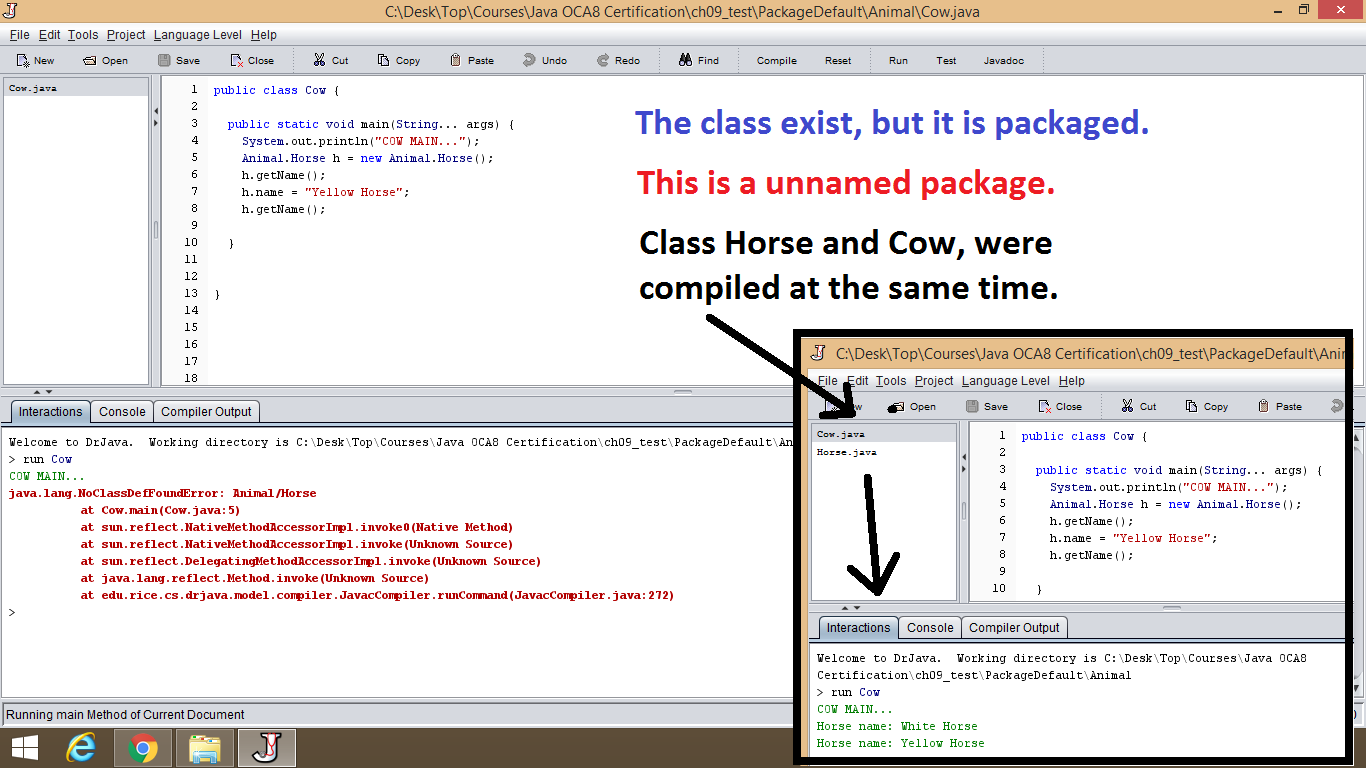 C:\Desk\Top\Courses\Java OCA8 Certification\ch09_test\PackageDefault\Animal\Cow.java
File Edit Tools Project Language Level Help
New Open Save Close Cut Copy Paste Undo Redo Find Compile Reset Run Test Javadoc
Cow.java
1 public class Cow {
2
3 public static void main(String... args) {
4 System.out.println("COW MAIN...");
5 Animal.Horse h = new Animal.Horse();
6 h.getName();
7 h.name = "Yellow Horse";
8 h.getName();
9
10 }
11
12
13 }
14
15
16
17
18
The class exist, but it is packaged.
This is a unnamed package.
Class Horse and Cow, were
compiled at the same time.
Interactions Console Compiler Output
Welcome to DrJava. Working directory is C:\Desk\Top\Courses\Java OCA8 Certification\ch09_test\PackageDefault\An
> run Cow
COW MAIN...
java.lang.NoClassDefFoundError: Animal/Horse
at Cow.main(Cow.java:5)
at sun.reflect.NativeMethodAccessorImpl.invoke0(Native Method)
at sun.reflect.NativeMethodAccessorImpl.invoke(Unknown Source)
at sun.reflect.DelegatingMethodAccessorImpl.invoke(Unknown Source)
at java.lang.reflect.Method.invoke(Unknown Source)
at edu.rice.cs.drjava.model.compiler.JavacCompiler.runCommand(JavacCompiler.java:272)
>
Running main Method of Current Document
C:\Desk\Top\Courses\Java OCA8 Certification\ch09_test\PackageDefault\Ani
File Edit Tools Project Language Level Help
Open Save Close Cut Copy Paste
Cow.java
Horse.java
1 public class Cow {
2
3 public static void main(String... args) {
4 System.out.println("COW MAIN...");
5 Animal.Horse h = new Animal.Horse();
6 h.getName();
7 h.name = "Yellow Horse";
8 h.getName();
9
10 }
Interactions Console Compiler Output
Welcome to DrJava. Working directory is C:\Desk\Top\Courses\Java OCA8
Certification\ch09_test\PackageDefault\Animal
> run Cow
COW MAIN...
Horse name: White Horse
Horse name: Yellow Horse